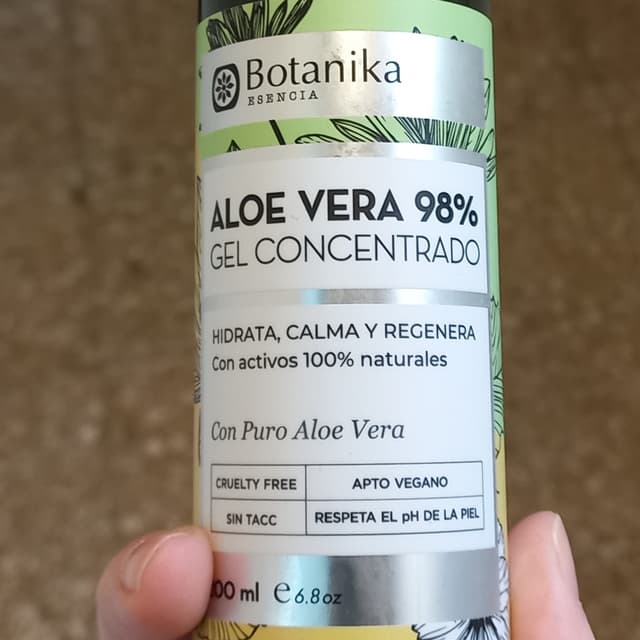 Botanika
ESENCIA
ALOE VERA 98%
GEL CONCENTRADO
HIDRATA, CALMA Y REGENERA
Con activos 100% naturales
Con Puro Aloe Vera
CRUELTY FREE
APTO VEGANO
SIN TACC
RESPETA EL pH DE LA PIEL
ml ℮ 6.8 oz